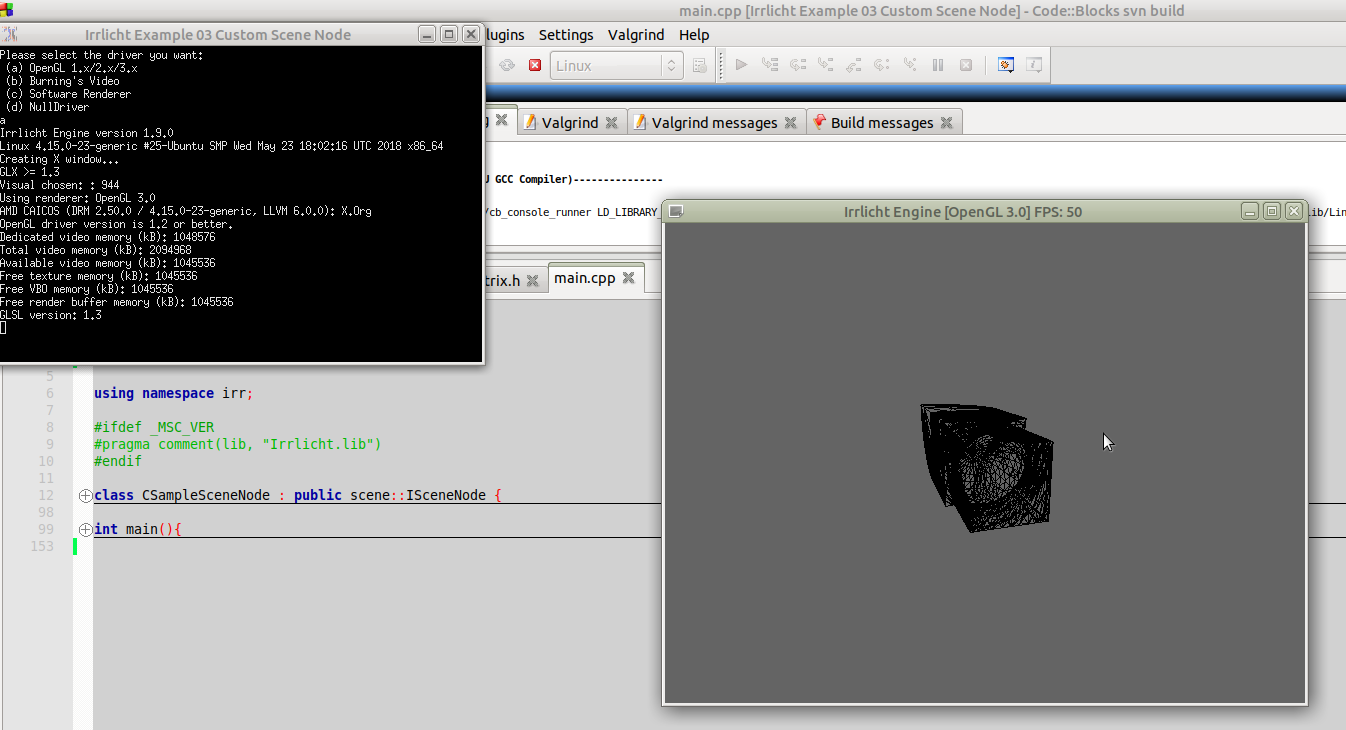 main.cpp [Irrlicht Example 03 Custom Scene Node] - Code::Blocks svn build
Irrlicht Example 03 Custom Scene Node
lugins Settings Valgrind Help
Linux
Please select the driver you want:
(a) OpenGL 1.x/2.x/3.x
(b) Burning's Video
(c) Software Renderer
(d) NullDriver
a
Irrlicht Engine version 1.9.0
Linux 4.15.0-23-generic #25-Ubuntu SMP Wed May 23 18:02:16 UTC 2018 x86_64
Creating X window...
GLX >= 1.3
Visual chosen: : 944
Using renderer: OpenGL 3.0
AMD CAICOS (DRM 2.50.0 / 4.15.0-23-generic, LLVM 6.0.0): X.Org
OpenGL driver version is 1.2 or better.
Dedicated video memory (kB): 1048576
Total video memory (kB): 2094968
Available video memory (kB): 1045536
Free texture memory (kB): 1045536
Free VBO memory (kB): 1045536
Free render buffer memory (kB): 1045536
GLSL version: 1.3
g Valgrind Valgrind messages Build messages
U GCC Compiler)---------------
/cb_console_runner LD_LIBRARY_
ib/Lin
Irrlicht Engine [OpenGL 3.0] FPS: 50
trix.h main.cpp
5
6 using namespace irr;
7
8 #ifdef _MSC_VER
9 #pragma comment(lib, "Irrlicht.lib")
10 #endif
11
12 class CSampleSceneNode : public scene::ISceneNode {
98
99 int main(){
153